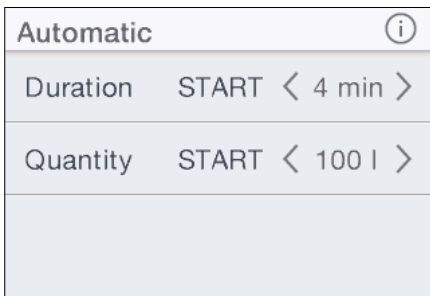 Automatic
Duration START < 4 min >
Quantity START < 100 l >